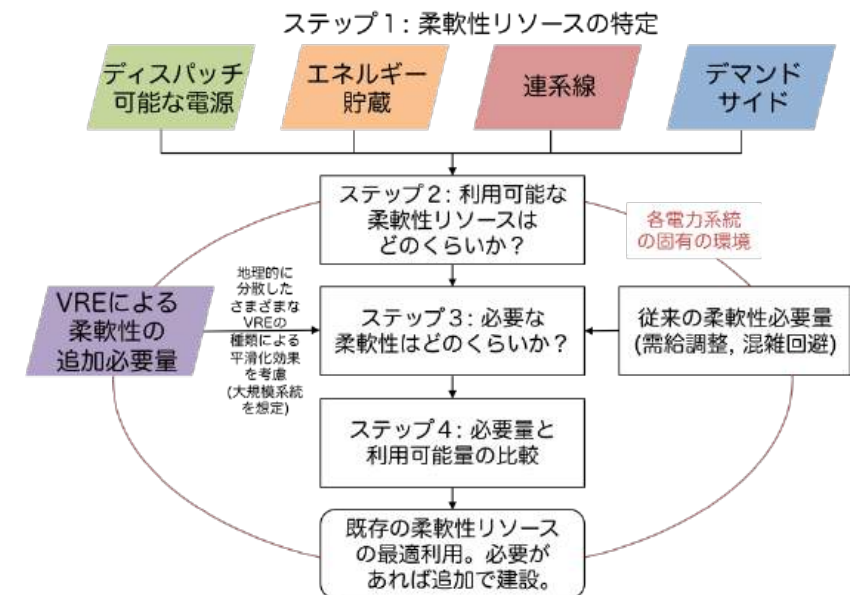 ステップ1：柔軟性リソースの特定
ディスパッチ
可能な電源
エネルギー
貯蔵
連系線
デマンド
サイド
ステップ2：利用可能な
柔軟性リソースは
どのくらいか？
各電力系統
の固有の環境
VREによる
柔軟性の
追加必要量
地理的に
分散した
さまざまな
VREの
種類による
平滑化効果
を考慮
(大規模系統
を想定)
ステップ3：必要な
柔軟性はどのくらいか？
従来の柔軟性必要量
(需給調整, 混雑回避)
ステップ4：必要量と
利用可能量の比較
既存の柔軟性リソース
の最適利用。必要が
あれば追加で建設。